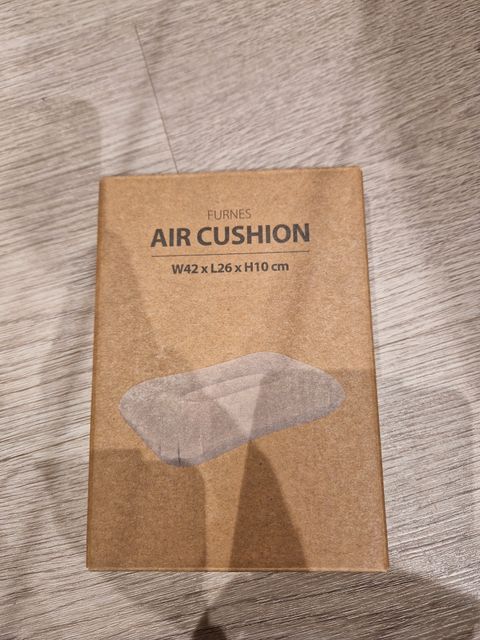 FURNES
AIR CUSHION
W42 x L26 x H10 cm